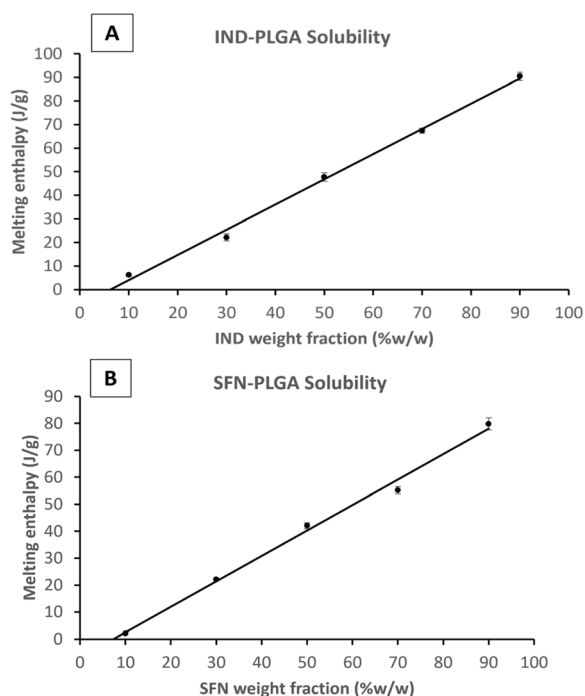 A
IND-PLGA Solubility
Melting enthalpy (J/g)
100
90
80
70
60
50
40
30
20
10
0
0 10 20 30 40 50 60 70 80 90 100
IND weight fraction (%w/w)
B
SFN-PLGA Solubility
Melting enthalpy (J/g)
90
80
70
60
50
40
30
20
10
0
0 10 20 30 40 50 60 70 80 90 100
SFN weight fraction (%w/w)